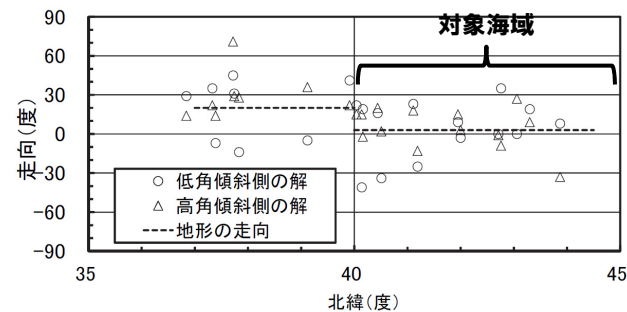 対象海域
90
60
30
0
−30
−60
−90
走向(度)
○ 低角傾斜側の解
△ 高角傾斜側の解
地形の走向
35 40 45
北緯(度)